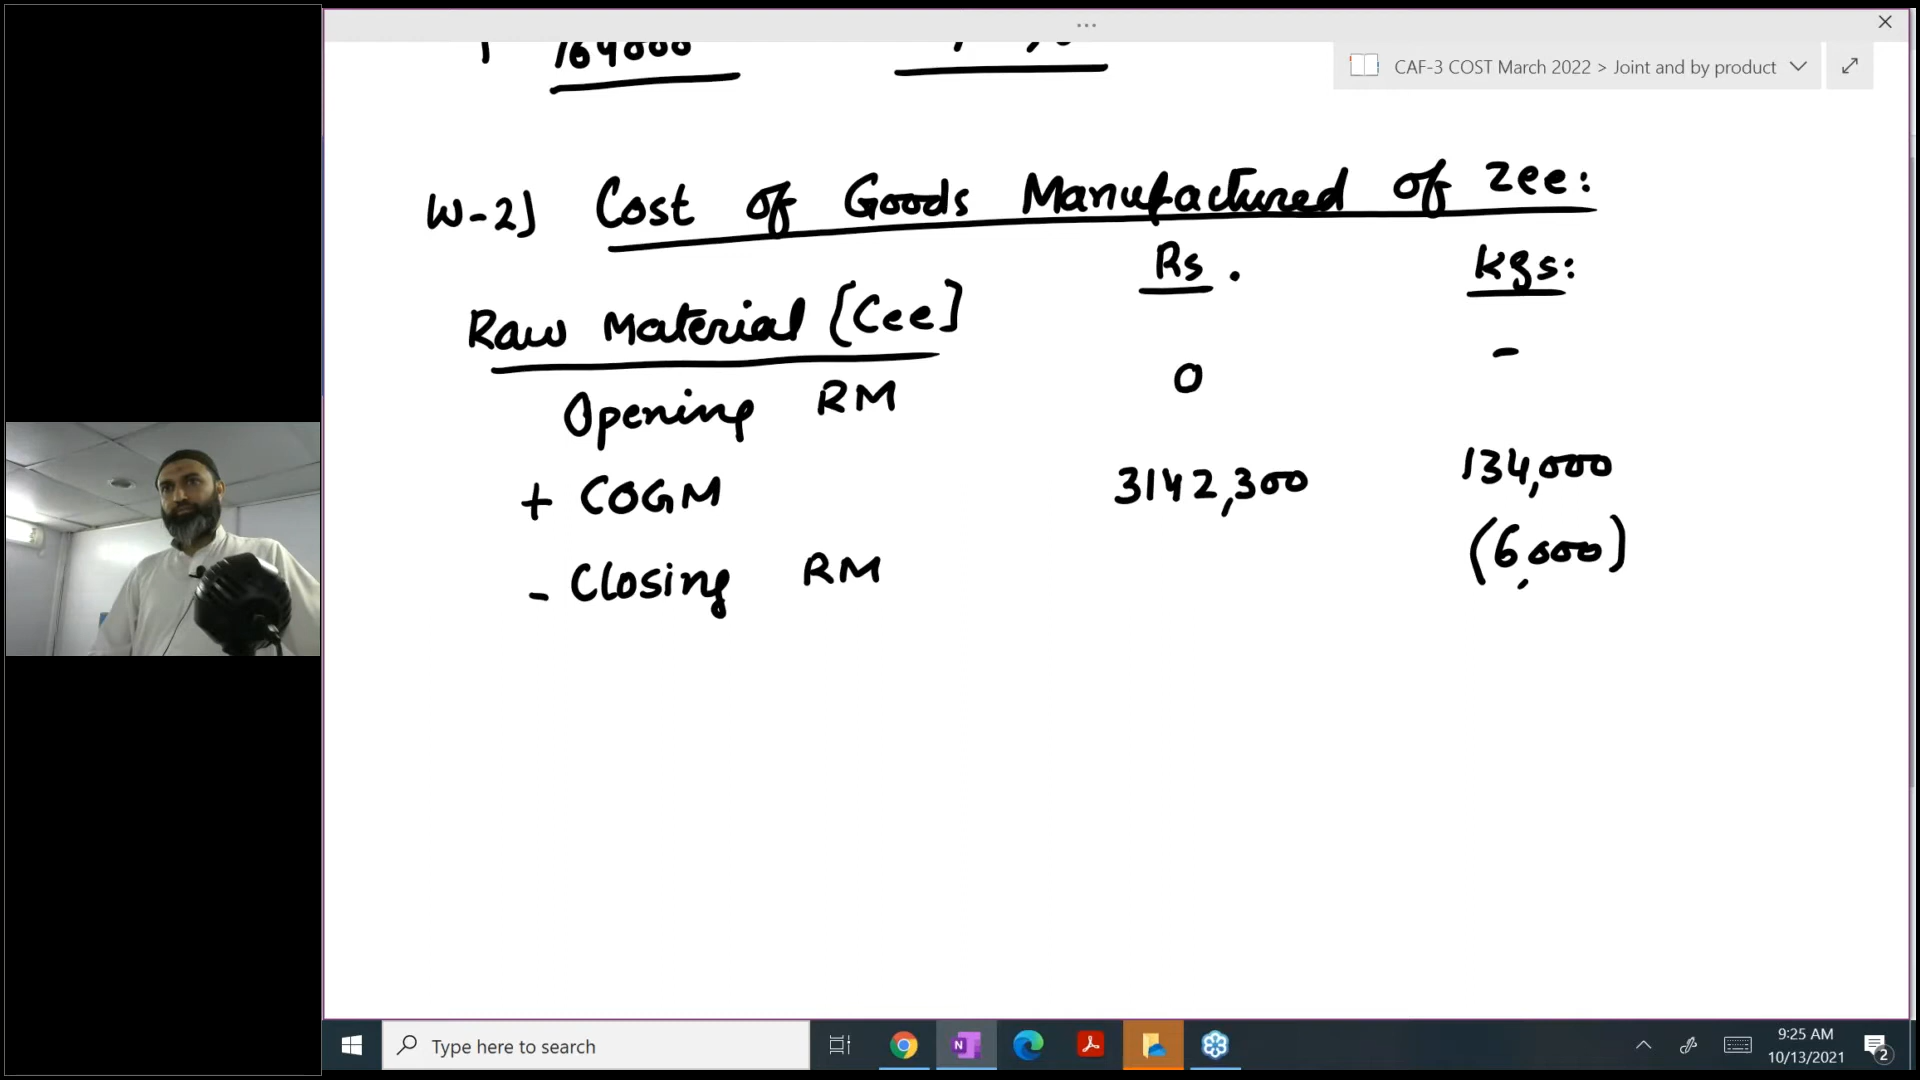 CAF-3 COST March 2022 > Joint and by product
164000
W-2) Cost of Goods Manufactured of Zee:
Rs. kgs:
Raw Material [Cee]
Opening RM 0 -
+ COGM 3142,300 134,000
- Closing RM (6,000)
Type here to search
9:25 AM
10/13/2021
2